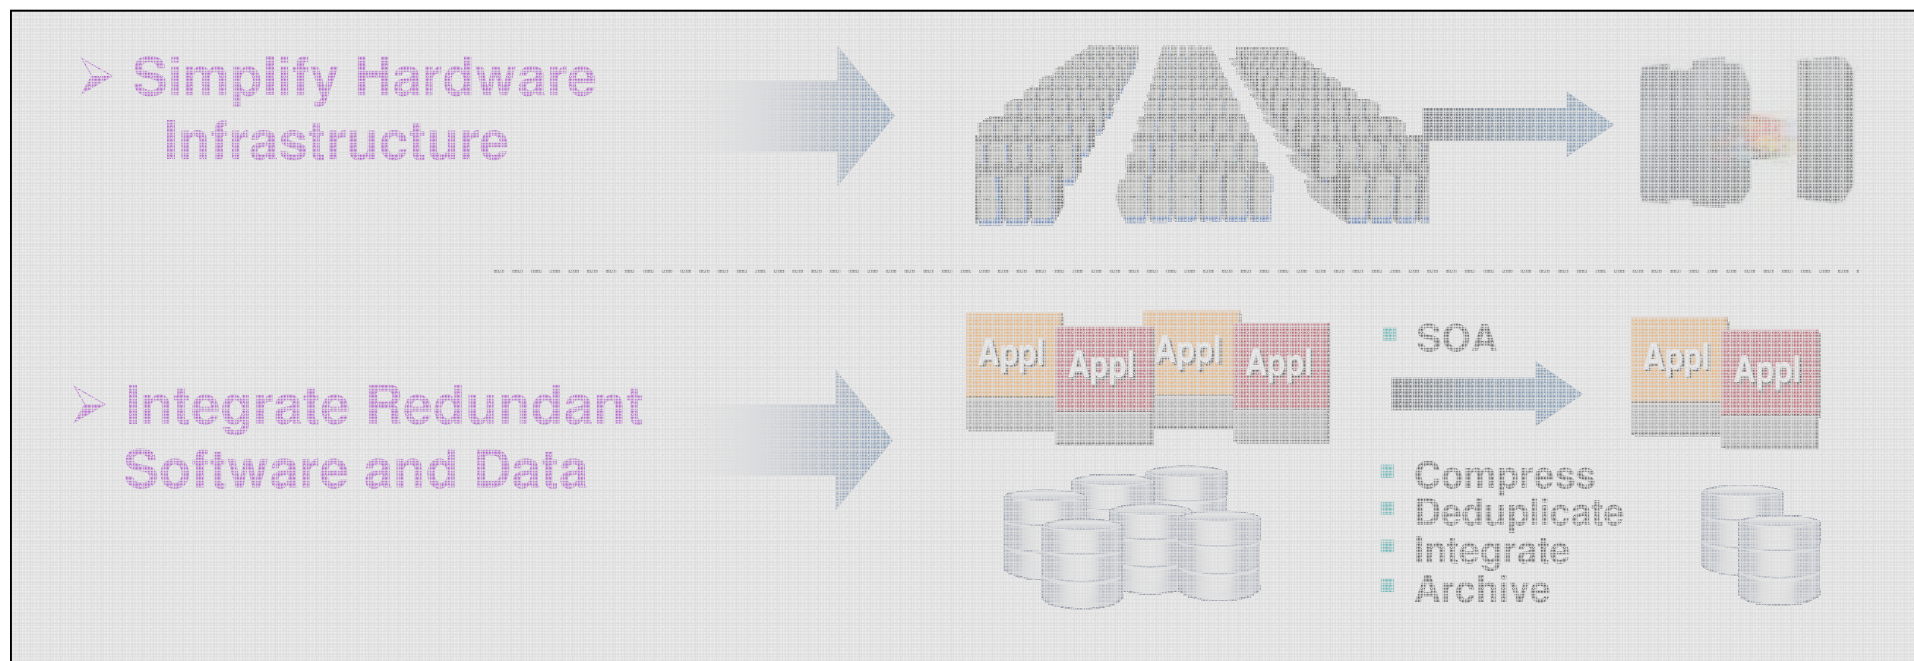 Simplify Hardware
Infrastructure
Appl Appl Appl Appl
SOA
Appl Appl
Integrate Redundant
Software and Data
Compress
Deduplicate
Integrate
Archive